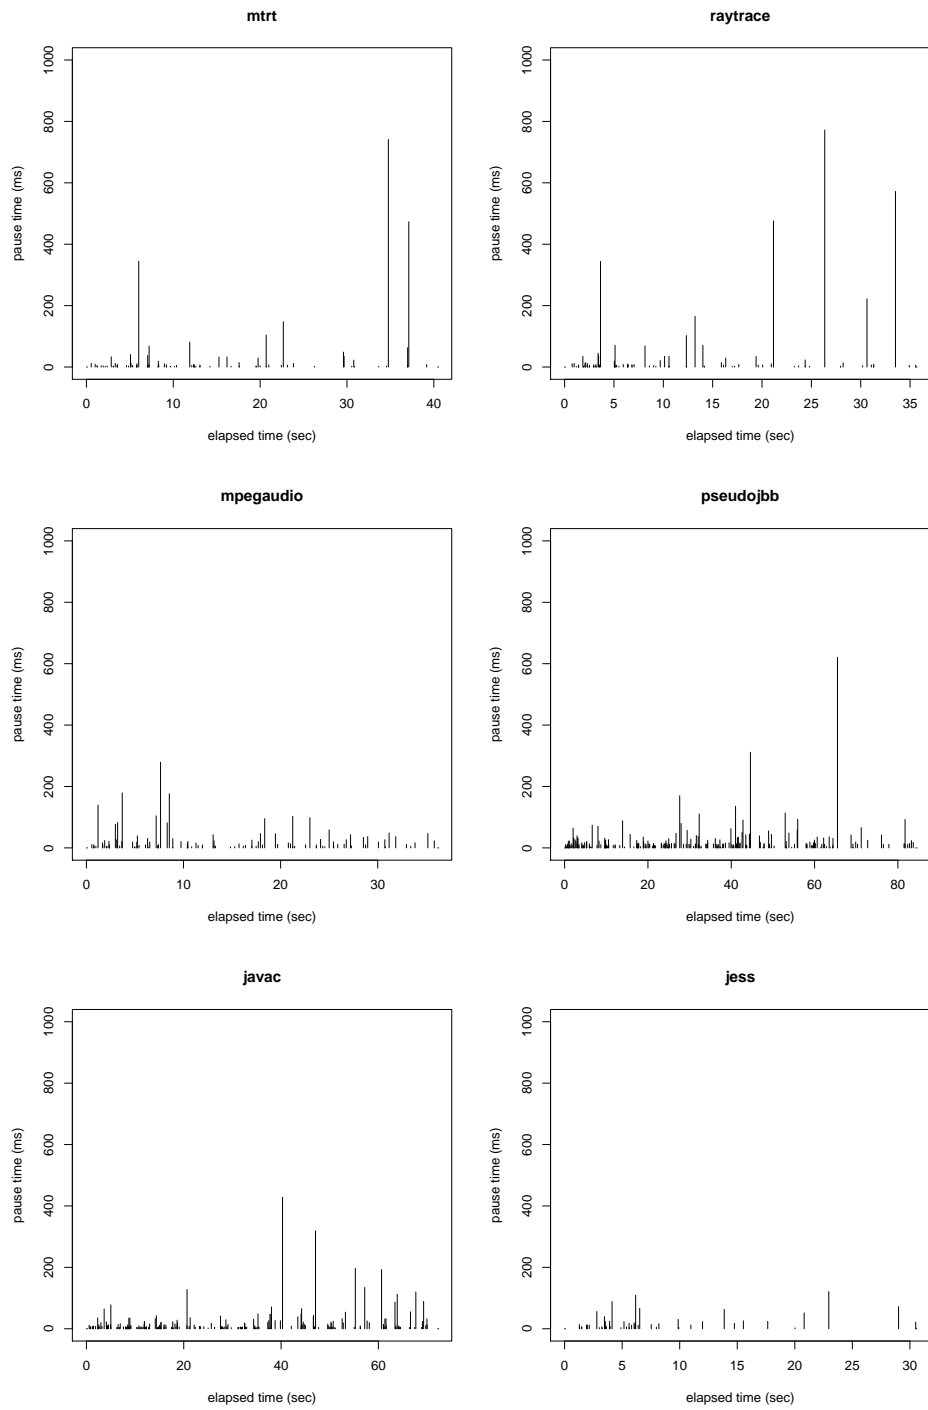 mtrt
pause time (ms)
0 200 400 600 800 1000
0 10 20 30 40
elapsed time (sec)
raytrace
pause time (ms)
0 200 400 600 800 1000
0 5 10 15 20 25 30 35
elapsed time (sec)
mpegaudio
pause time (ms)
0 200 400 600 800 1000
0 10 20 30
elapsed time (sec)
pseudojbb
pause time (ms)
0 200 400 600 800 1000
0 20 40 60 80
elapsed time (sec)
javac
pause time (ms)
0 200 400 600 800 1000
0 20 40 60
elapsed time (sec)
jess
pause time (ms)
0 200 400 600 800 1000
0 5 10 15 20 25 30
elapsed time (sec)